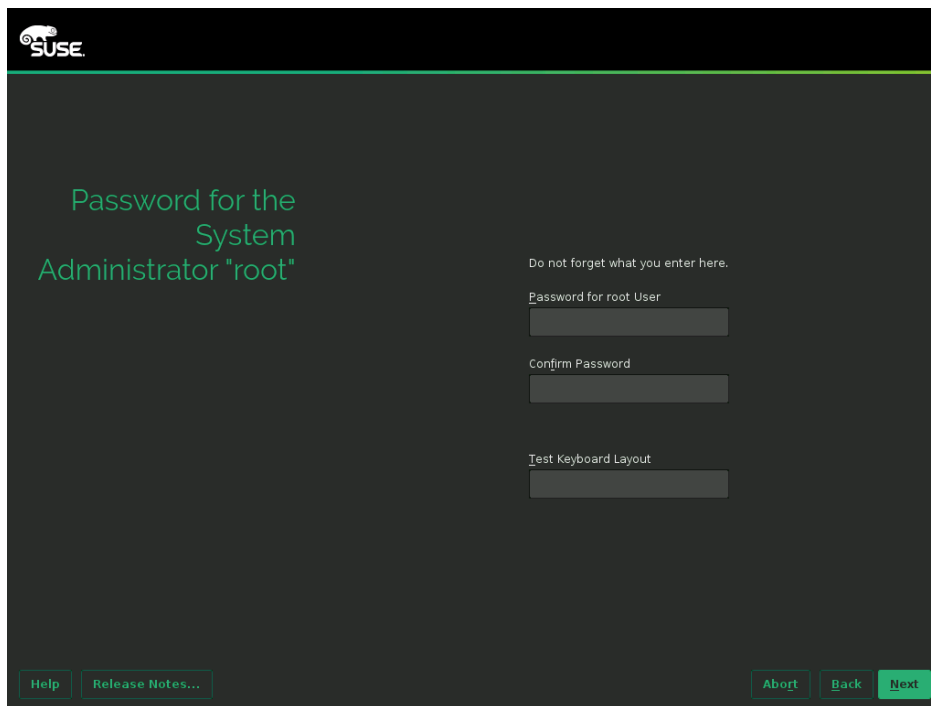 SUSE.
Password for the
System
Administrator "root"
Do not forget what you enter here.
Password for root User
Confirm Password
Test Keyboard Layout
Help
Release Notes...
Abort
Back
Next